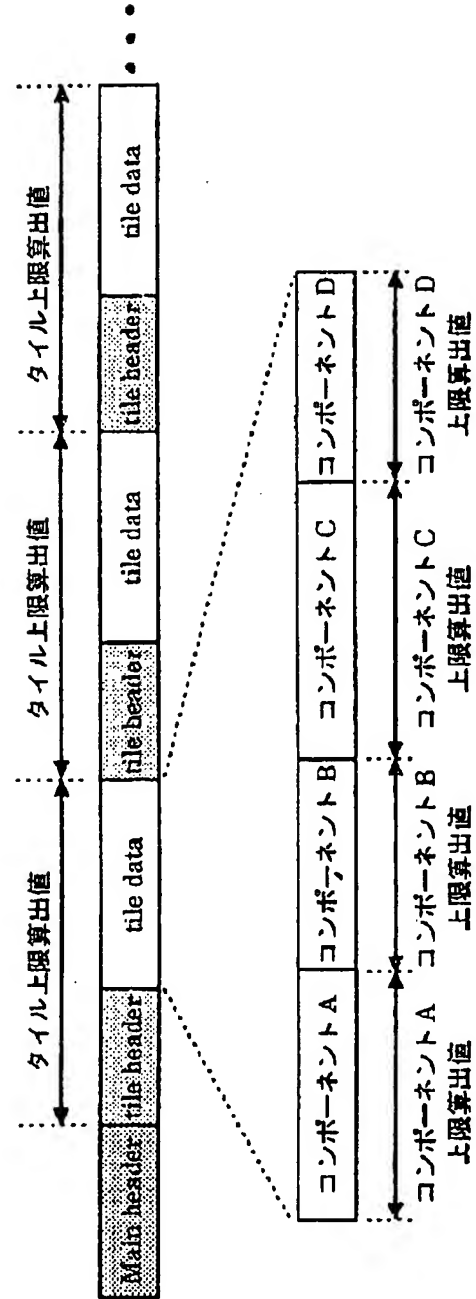 タイル上限算出値
タイル上限算出値
タイル上限算出値
Main header
tile header
tile data
tile header
tile data
tile header
tile data
コンポーネントA
コンポーネントB
コンポーネントC
コンポーネントD
コンポーネントA
上限算出値
コンポーネントB
上限算出値
コンポーネントC
上限算出値
コンポーネントD
上限算出値